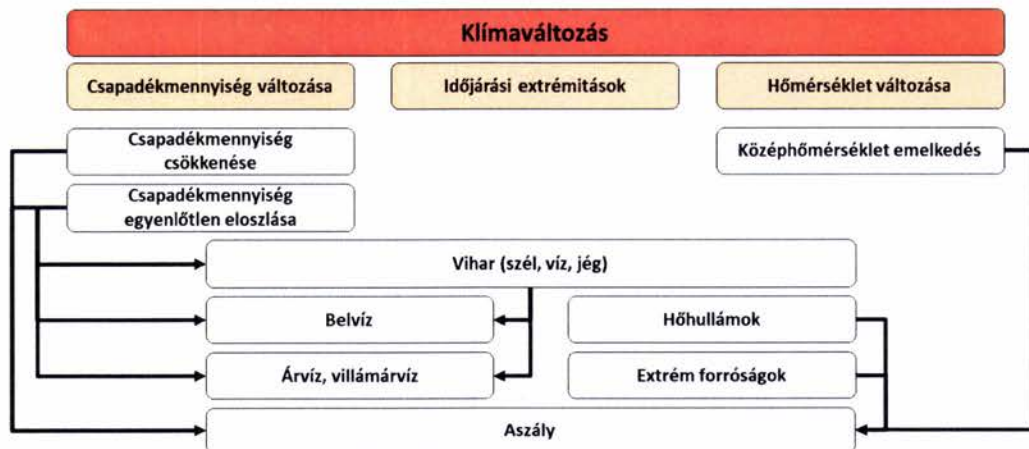 Klímaváltozás
Csapadékmennyiség változása
Időjárási extrémitások
Hőmérséklet változása
Csapadékmennyiség
csökkenése
Középhőmérséklet emelkedés
Csapadékmennyiség
egyenlőtlen eloszlása
Vihar (szél, víz, jég)
Belvíz
Hőhullámok
Árvíz, villámárvíz
Extrém forróságok
Aszály